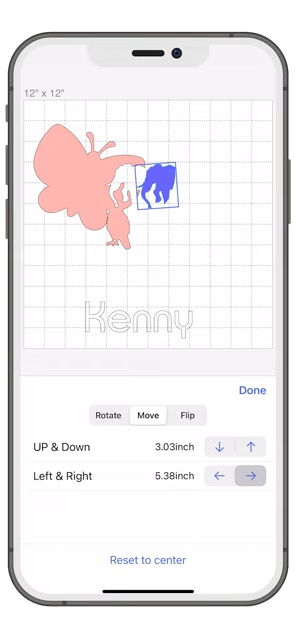 12" x 12"
Kenny
Done
Rotate Move Flip
UP & Down 3.03inch ↓ ↑
Left & Right 5.38inch ← →
Reset to center